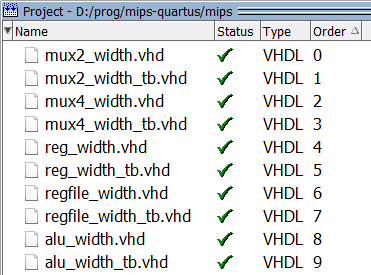 Project - D:/prog/mips-quartus/mips
Name Status Type Order
mux2_width.vhd VHDL 0
mux2_width_tb.vhd VHDL 1
mux4_width.vhd VHDL 2
mux4_width_tb.vhd VHDL 3
reg_width.vhd VHDL 4
reg_width_tb.vhd VHDL 5
regfile_width.vhd VHDL 6
regfile_width_tb.vhd VHDL 7
alu_width.vhd VHDL 8
alu_width_tb.vhd VHDL 9